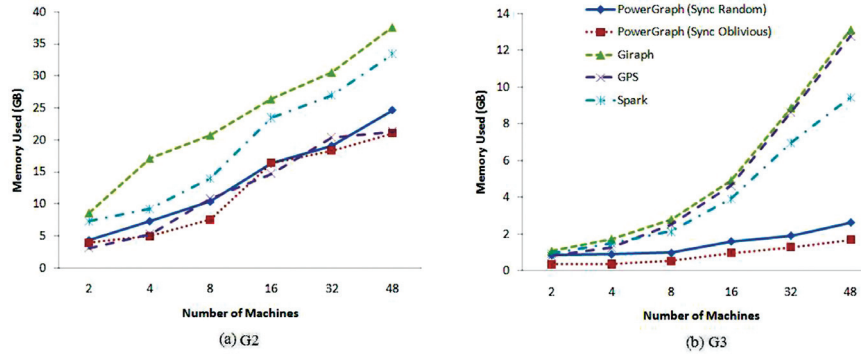 40
35
30
25
20
15
10
5
0
Memory Used (GB)
2 4 8 16 32 48
Number of Machines
(a) G2
14
12
10
8
6
4
2
0
Memory Used (GB)
PowerGraph (Sync Random)
PowerGraph (Sync Oblivious)
Giraph
GPS
Spark
2 4 8 16 32 48
Number of Machines
(b) G3